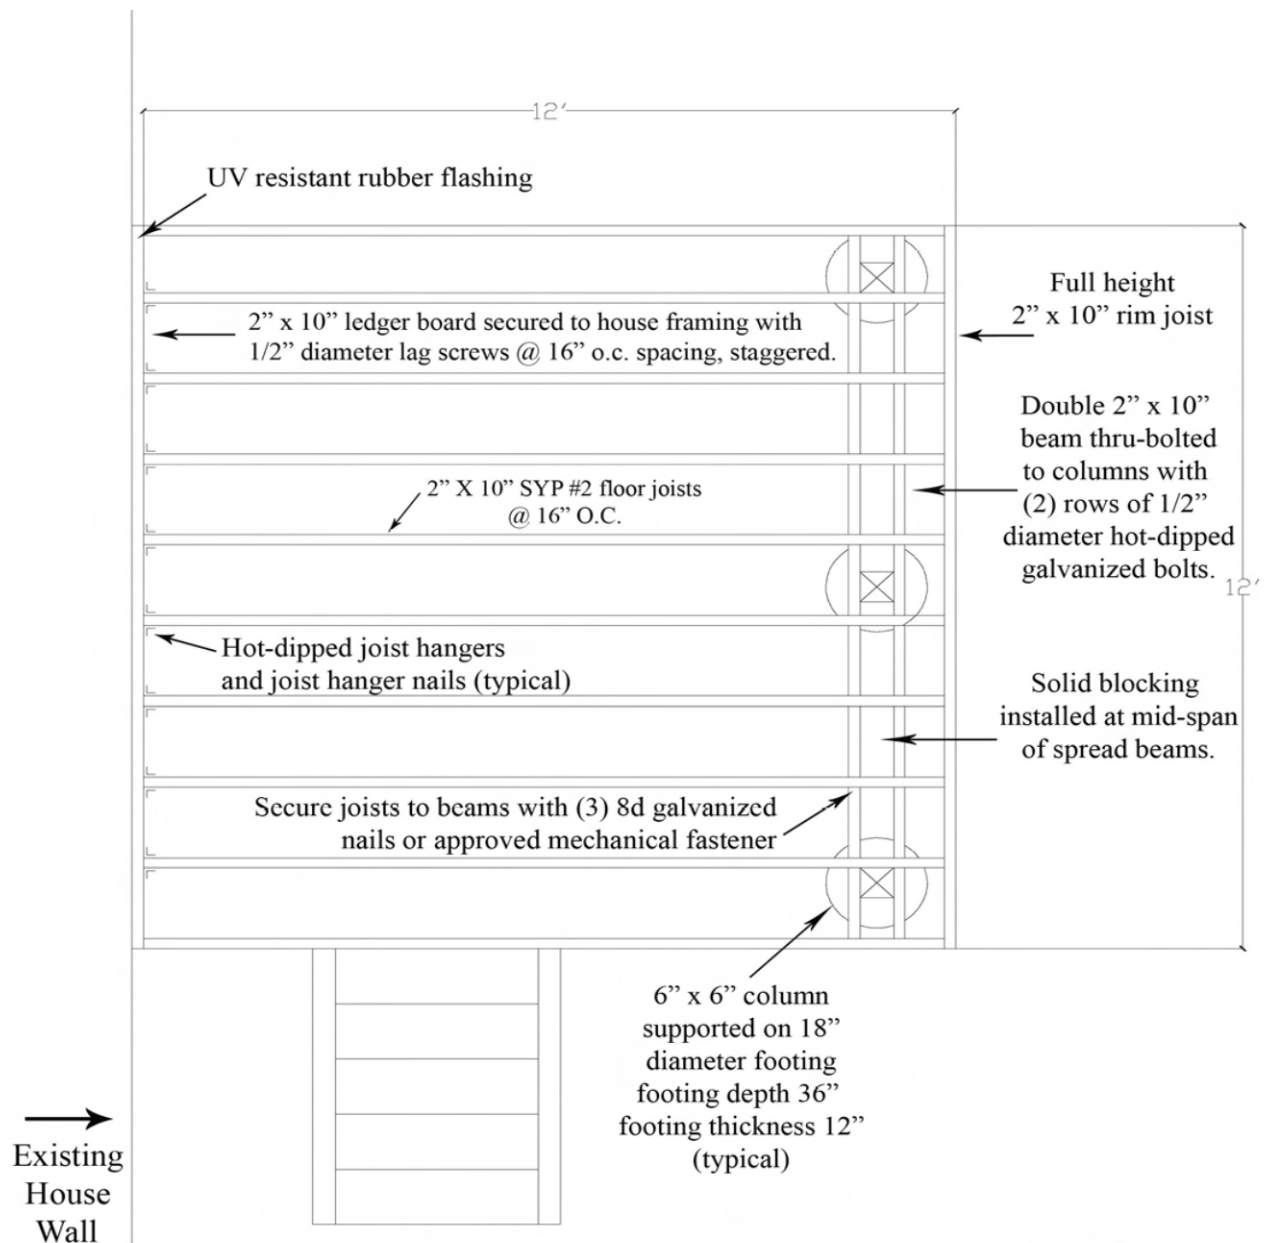 12'
UV resistant rubber flashing
Full height
2” x 10” rim joist
2” x 10” ledger board secured to house framing with
1/2” diameter lag screws @ 16” o.c. spacing, staggered.
Double 2” x 10”
beam thru-bolted
to columns with
(2) rows of 1/2”
diameter hot-dipped
galvanized bolts.
2” X 10” SYP #2 floor joists
@ 16” O.C.
12'
Hot-dipped joist hangers
and joist hanger nails (typical)
Solid blocking
installed at mid-span
of spread beams.
Secure joists to beams with (3) 8d galvanized
nails or approved mechanical fastener
6” x 6” column
supported on 18”
diameter footing
footing depth 36”
footing thickness 12”
(typical)
Existing
House
Wall